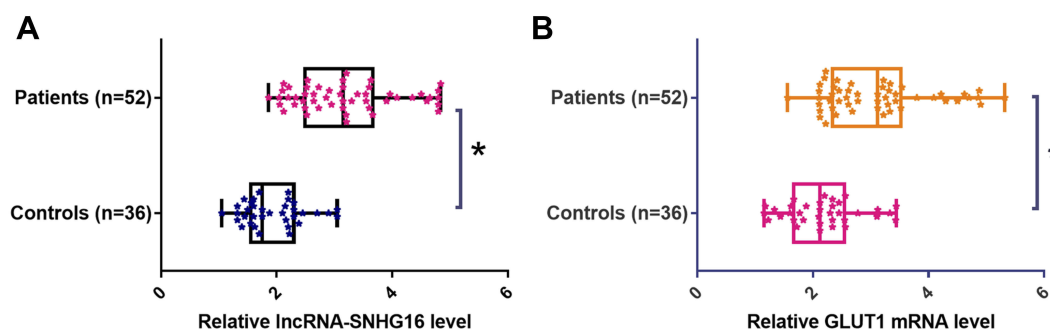 A
Patients (n=52)
*
Controls (n=36)
0 2 4 6
Relative lncRNA-SNHG16 level
B
Patients (n=52)
Controls (n=36)
0 2 4 6
Relative GLUT1 mRNA level